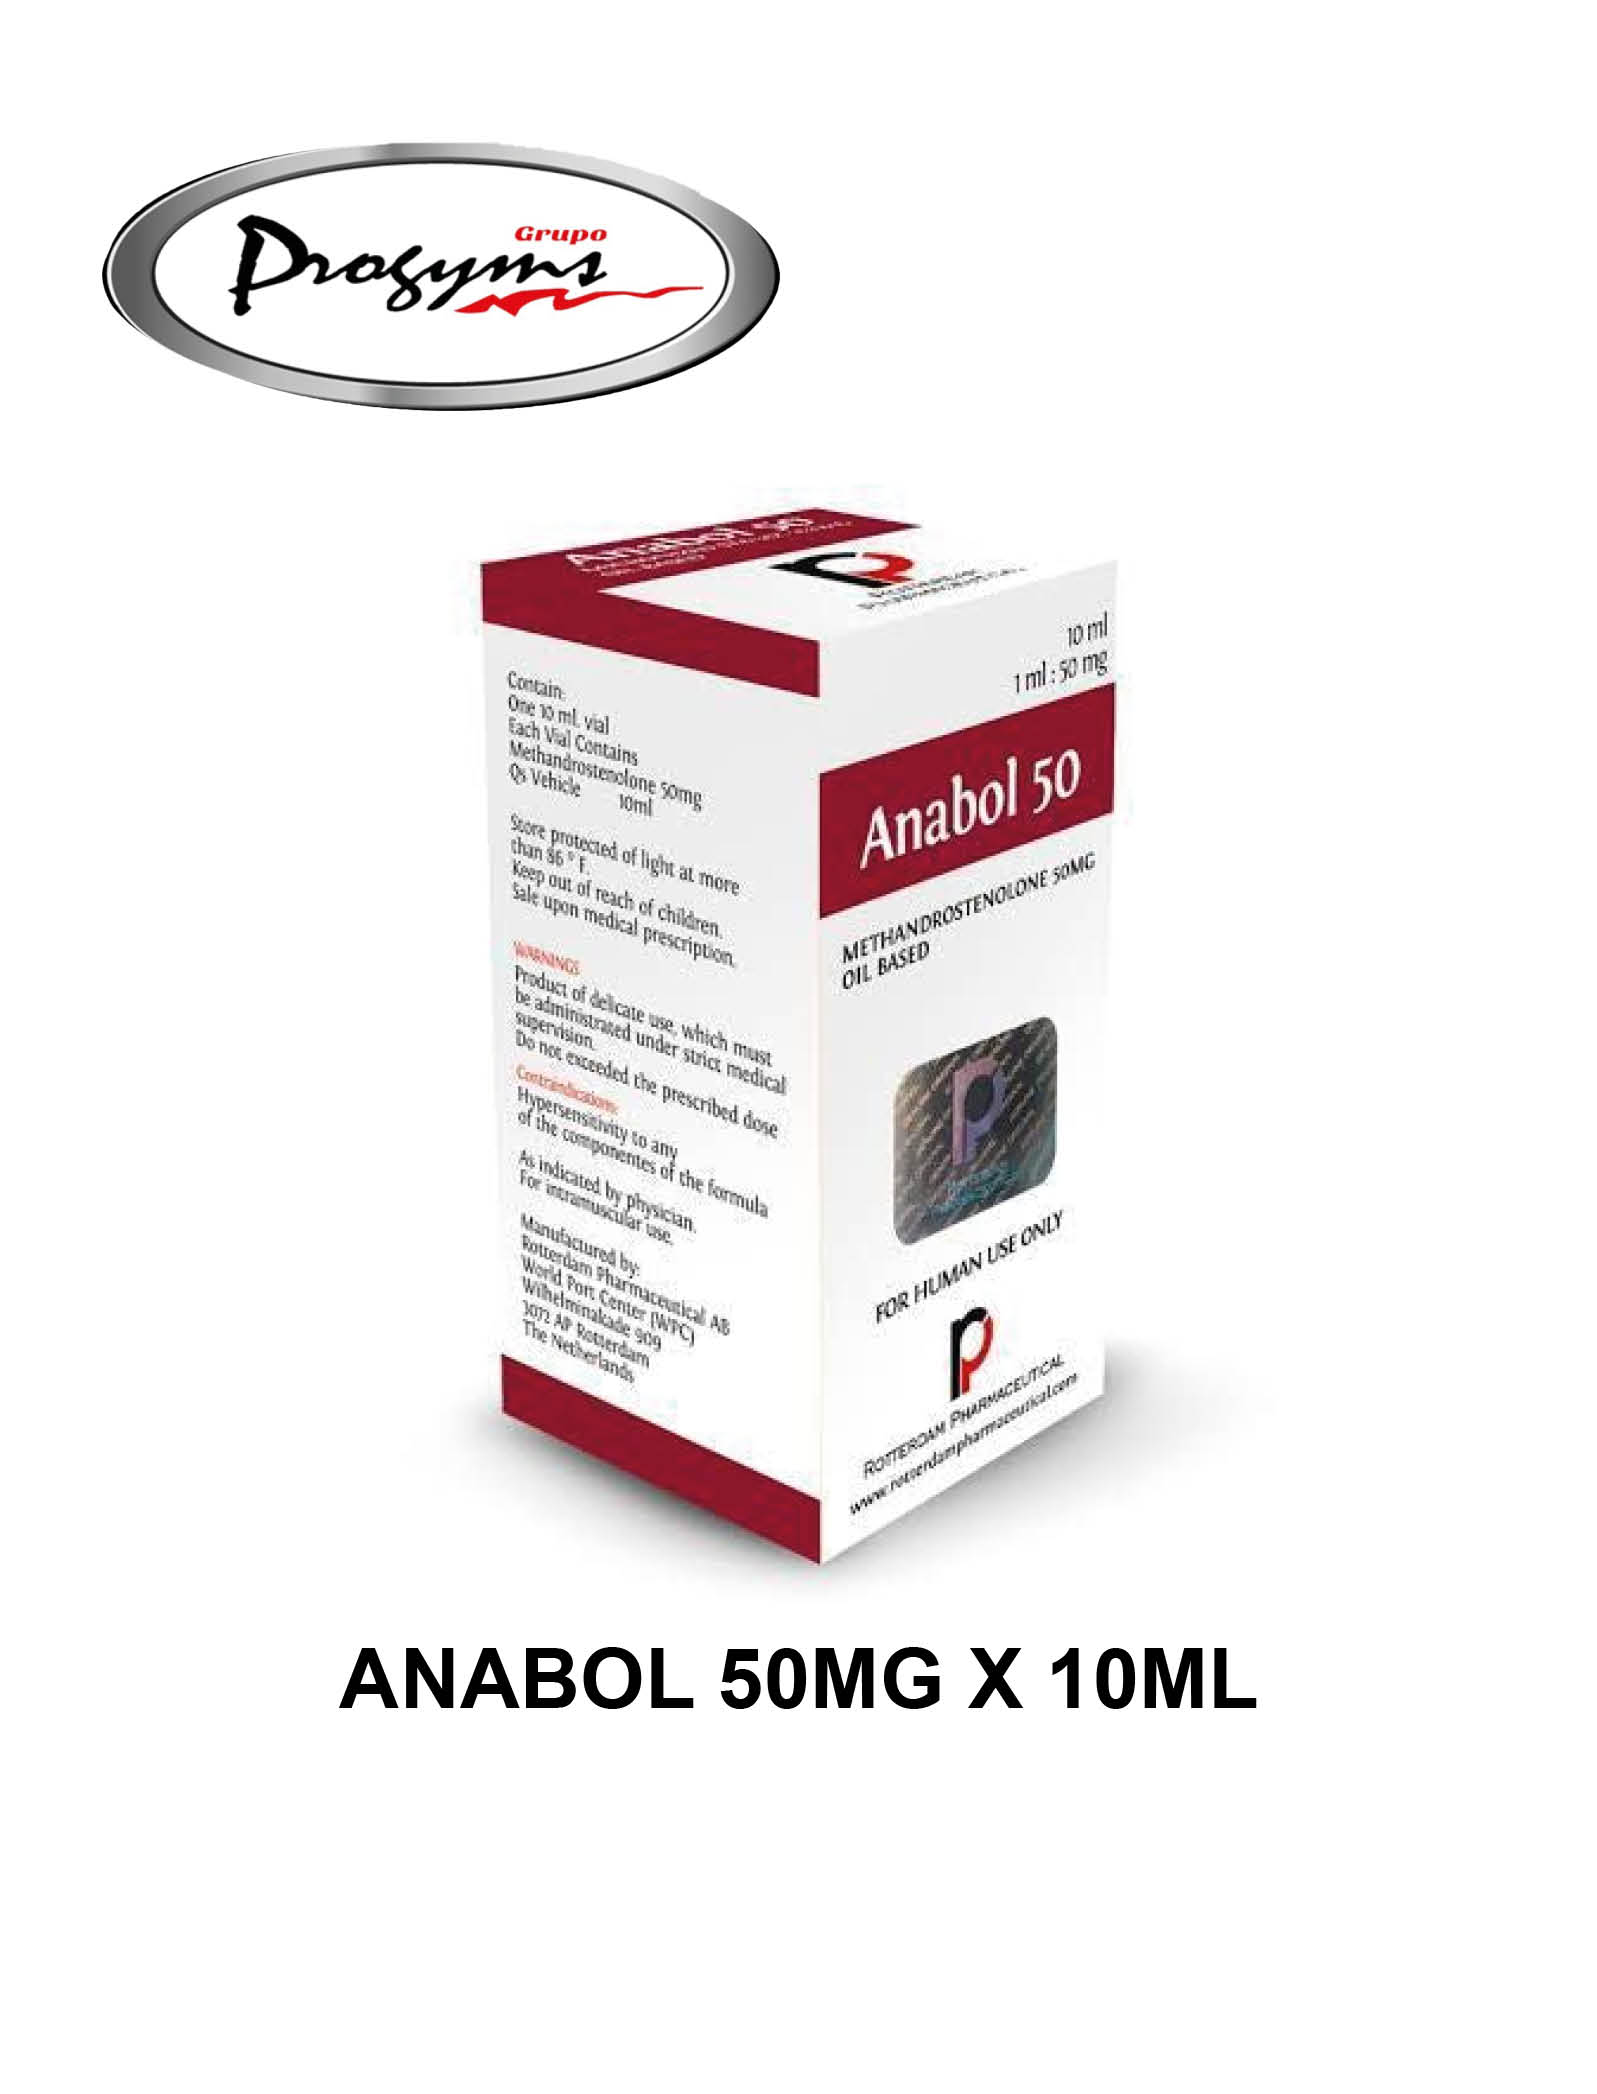 Grupo
Progyms
Anabol 50
10 ml
1 ml : 50 mg
Contain:
One 10 ml. vial
Each Vial Contains
Methandrostenolone 50mg
Qs Vehicle 10ml
Store protected of light at more
than 86 ° F.
Keep out of reach of children.
Sale upon medical prescription.
WARNINGS
Product of delicate use, which must
be administrated under strict medical
supervision.
Do not exceeded the prescribed dose
Contraindications:
Hypersensitivity to any
of the componentes of the formula
As indicated by physician.
For intramuscular use.
Manufactured by:
Rotterdam Pharmaceutical AB
World Port Center (WPC)
Wilhelminakade 909
3072 AP Rotterdam
The Netherlands
Anabol 50
METHANDROSTENOLONE 50MG
OIL BASED
FOR HUMAN USE ONLY
ROTTERDAM PHARMACEUTICAL
www.rotterdampharmaceutical.com
ANABOL 50MG X 10ML